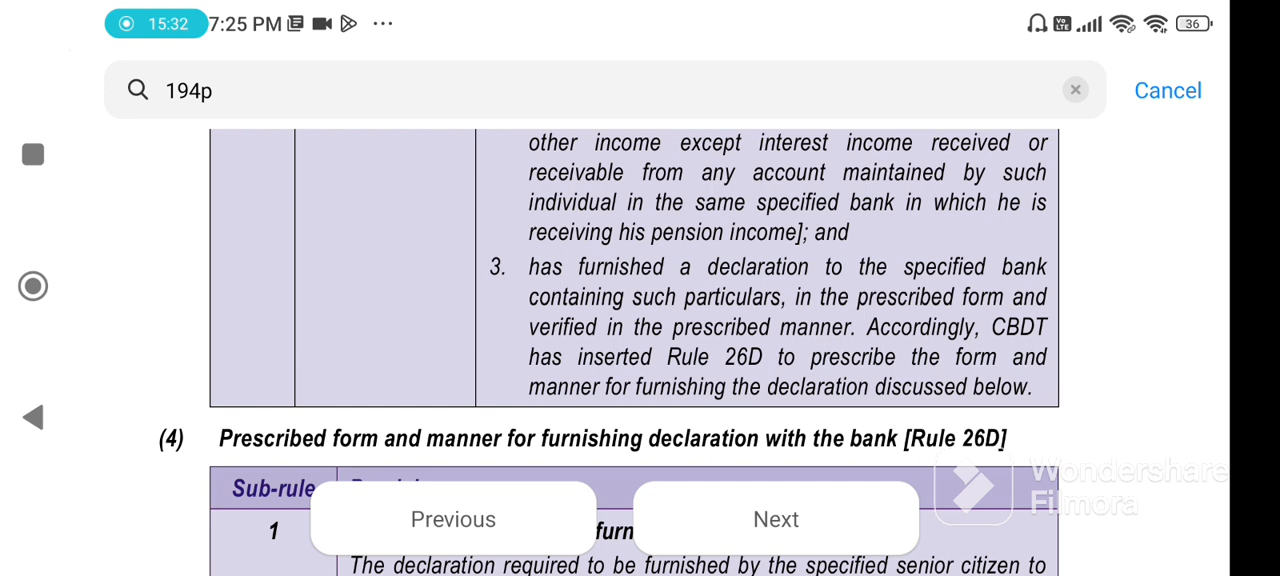 15:32 7:25 PM
36
194p
Cancel
other income except interest income received or
receivable from any account maintained by such
individual in the same specified bank in which he is
receiving his pension income]; and
3. has furnished a declaration to the specified bank
containing such particulars, in the prescribed form and
verified in the prescribed manner. Accordingly, CBDT
has inserted Rule 26D to prescribe the form and
manner for furnishing the declaration discussed below.
(4) Prescribed form and manner for furnishing declaration with the bank [Rule 26D]
Wondershare
Filmora
Sub-rule
Previous
Next
1
The declaration required to be furnished by the specified senior citizen to